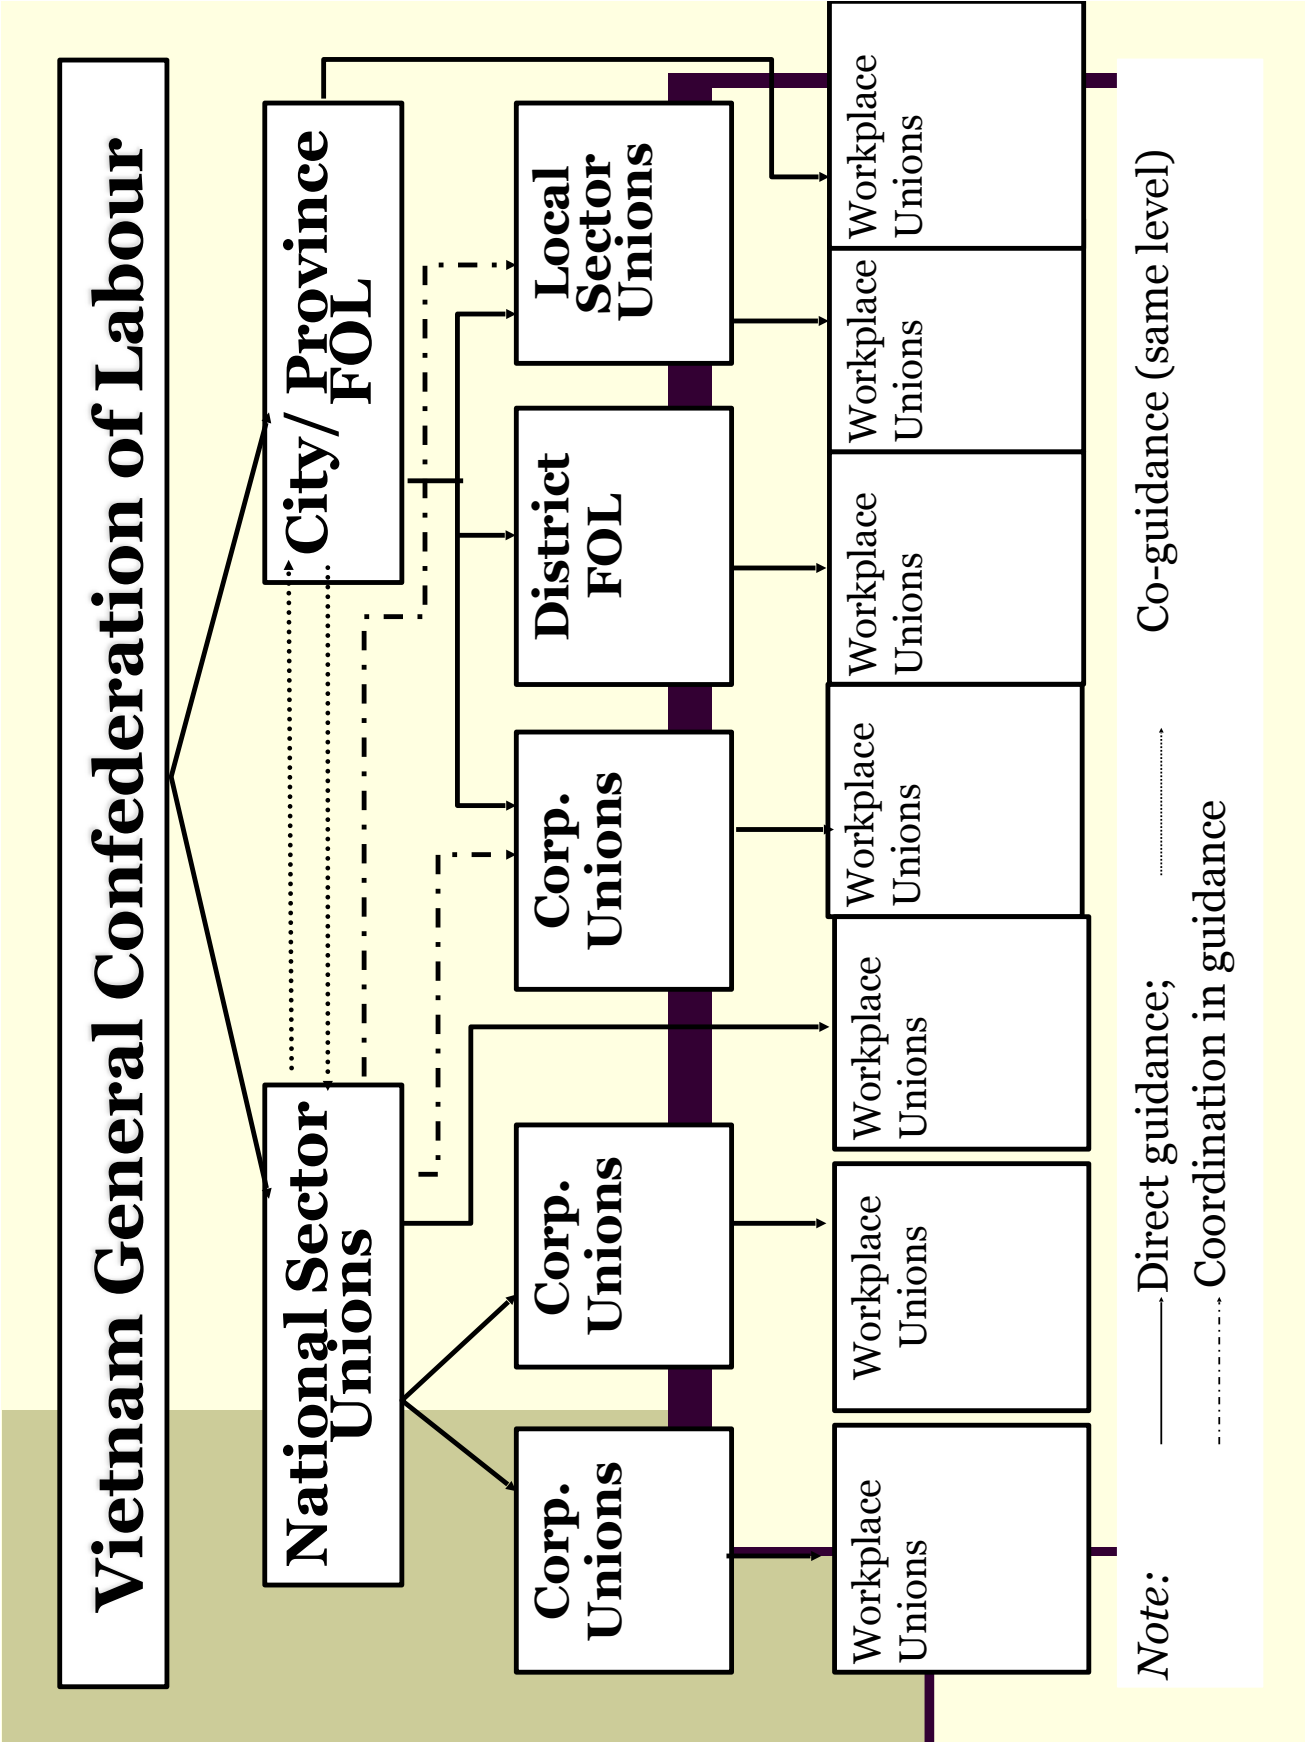 Vietnam General Confederation of Labour
National Sector
Unions
City/ Province
FOL
Corp.
Unions
Corp.
Unions
Corp.
Unions
District
FOL
Local
Sector
Unions
Workplace
Unions
Workplace
Unions
Workplace
Unions
Workplace
Unions
Workplace
Unions
Workplace
Unions
Workplace
Unions
Note: Direct guidance; Co-guidance (same level)
Coordination in guidance